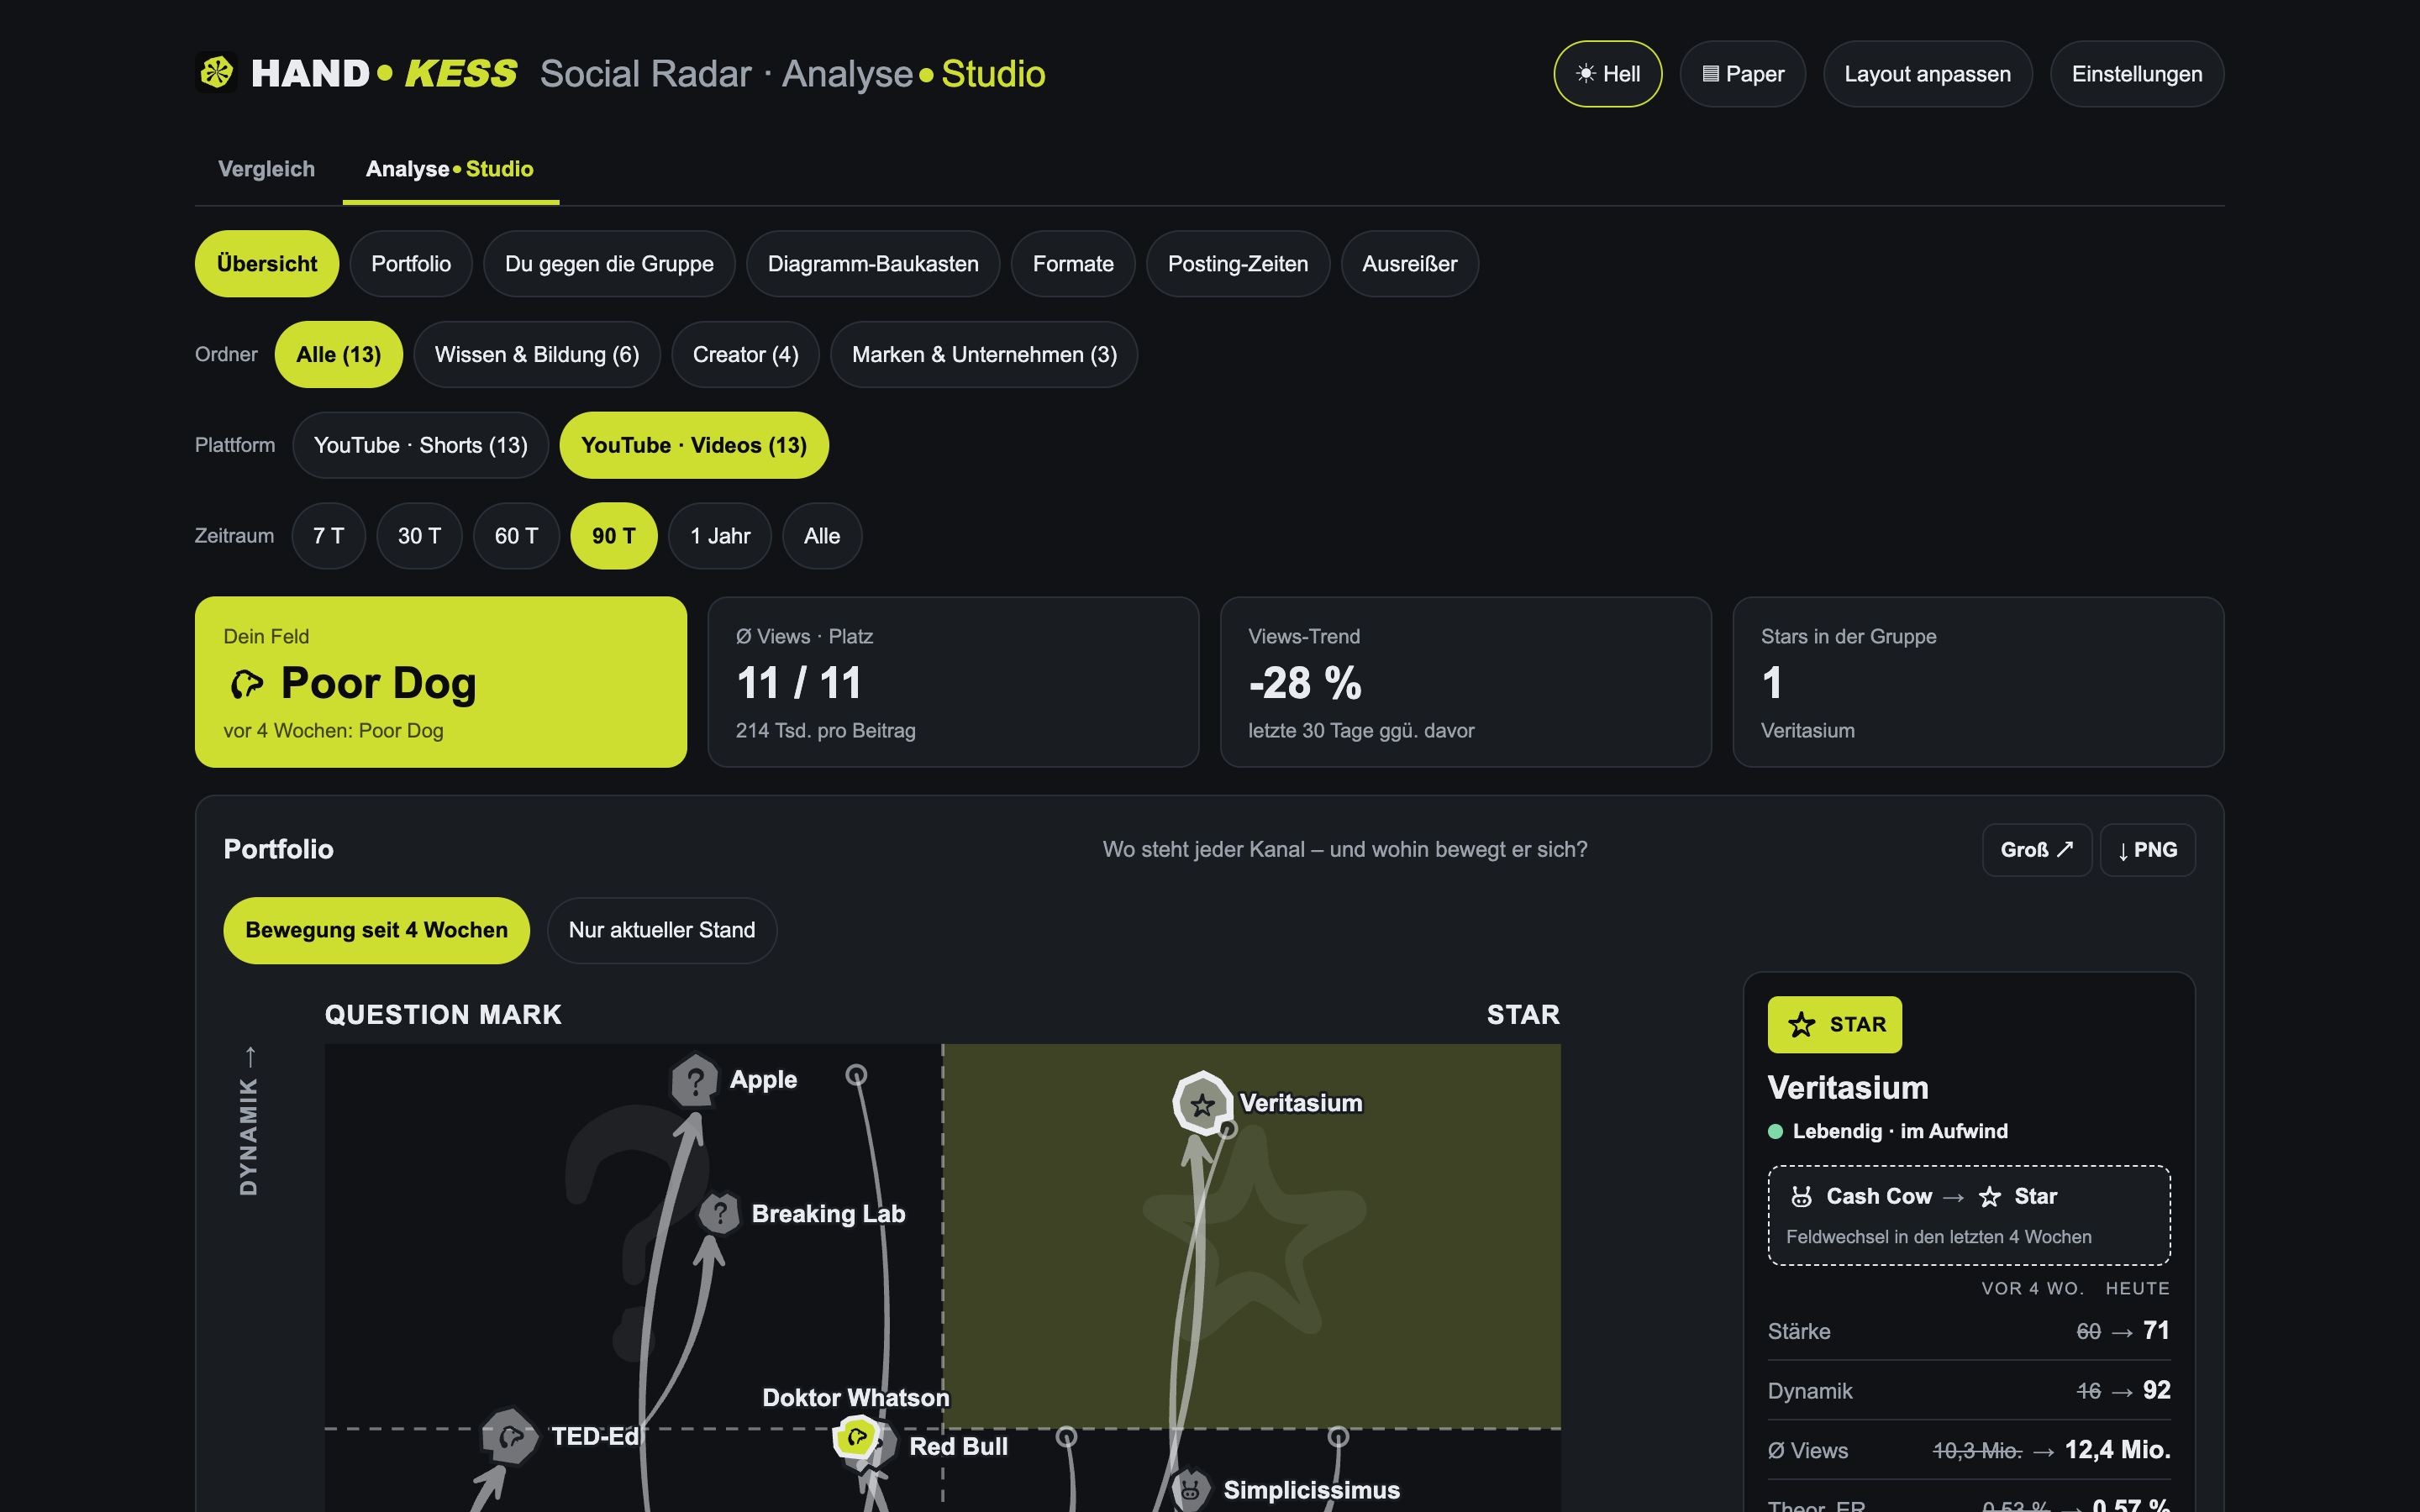 HAND•KESS Social Radar · Analyse•Studio
Hell
Paper
Layout anpassen
Einstellungen
Vergleich
Analyse•Studio
Übersicht
Portfolio
Du gegen die Gruppe
Diagramm-Baukasten
Formate
Posting-Zeiten
Ausreißer
Ordner
Alle (13)
Wissen & Bildung (6)
Creator (4)
Marken & Unternehmen (3)
Plattform
YouTube · Shorts (13)
YouTube · Videos (13)
Zeitraum
7 T
30 T
60 T
90 T
1 Jahr
Alle
Dein Feld
Poor Dog
vor 4 Wochen: Poor Dog
Ø Views · Platz
11 / 11
214 Tsd. pro Beitrag
Views-Trend
-28 %
letzte 30 Tage ggü. davor
Stars in der Gruppe
1
Veritasium
Portfolio
Wo steht jeder Kanal – und wohin bewegt er sich?
Groß ↗
↓ PNG
Bewegung seit 4 Wochen
Nur aktueller Stand
QUESTION MARK
STAR
DYNAMIK →
Apple
Veritasium
Breaking Lab
Doktor Whatson
TED-Ed
Red Bull
Simplicissimus
STAR
Veritasium
Lebendig · im Aufwind
Cash Cow → Star
Feldwechsel in den letzten 4 Wochen
VOR 4 WO. HEUTE
Stärke 60 → 71
Dynamik 16 → 92
Ø Views 10,3 Mio. → 12,4 Mio.
Theor. ER 0,53 % → 0,57 %